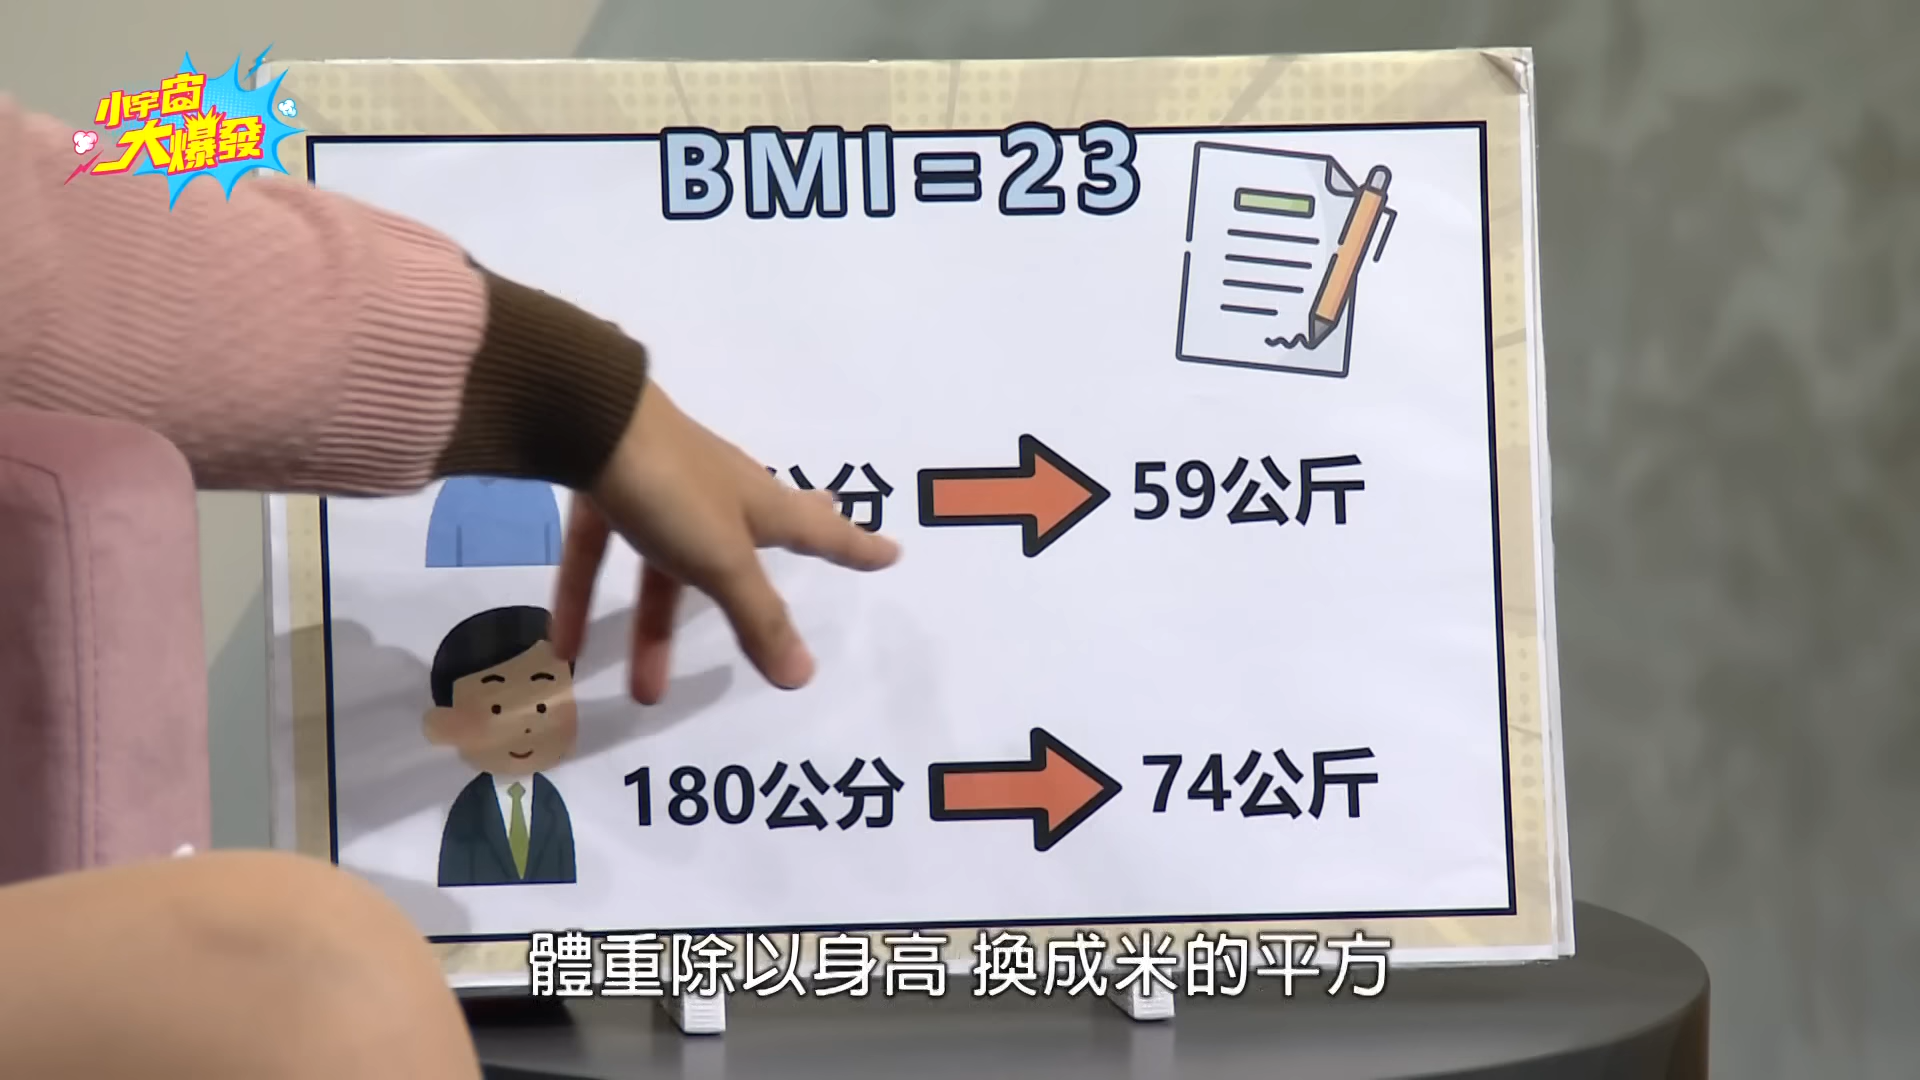 小宇宙
大爆發
BMI=23
公分
59公斤
180公分
74公斤
體重除以身高 換成米的平方